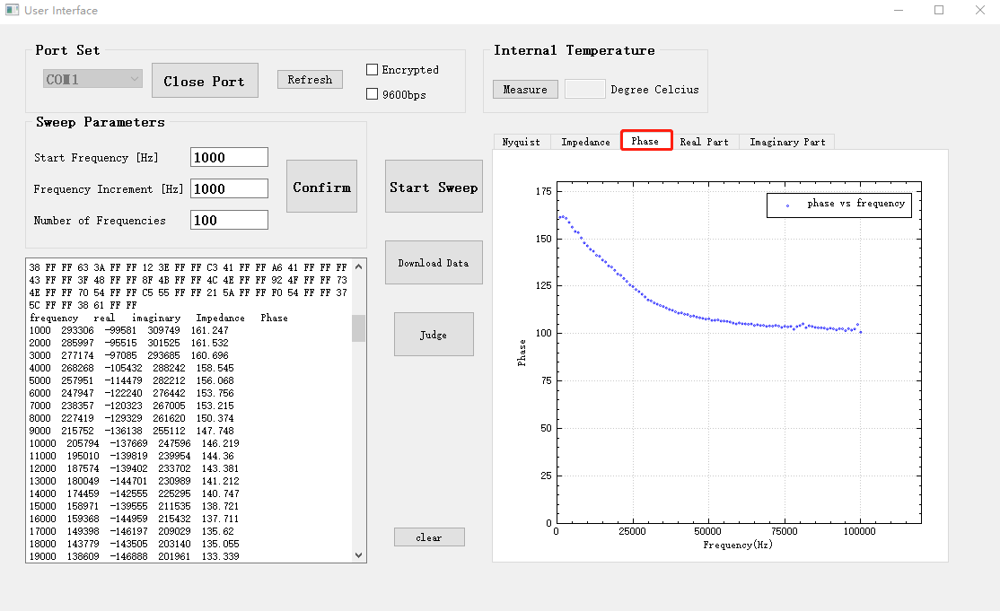 User Interface
Port Set
COM1
Close Port
Refresh
Encrypted
9600bps
Internal Temperature
Measure
Degree Celcius
Sweep Parameters
Start Frequency [Hz] 1000
Frequency Increment [Hz] 1000
Number of Frequencies 100
Confirm
Start Sweep
Download Data
Judge
clear
38 FF FF 63 3A FF FF 12 3E FF FF C3 41 FF FF A6 41 FF FF FF
43 FF FF 3F 48 FF FF 8F 4B FF FF 4C 4E FF FF 92 4F FF FF 73
4E FF FF 70 54 FF FF C5 55 FF FF 21 5A FF FF F0 54 FF FF 37
5C FF FF 38 61 FF FF
frequency real imaginary Impedance Phase
1000 293306 -99581 309749 161.247
2000 285997 -95515 301525 161.532
3000 277174 -97085 293685 160.696
4000 268268 -105432 288242 158.545
5000 257951 -114479 282212 156.068
6000 247947 -122240 276442 153.756
7000 238357 -120323 267005 153.215
8000 227419 -129329 261620 150.374
9000 215752 -136138 255112 147.748
10000 205794 -137669 247596 146.219
11000 195010 -139819 239954 144.36
12000 187574 -139402 233702 143.381
13000 180049 -144701 230989 141.212
14000 174459 -142555 225295 140.747
15000 158971 -139555 211535 138.721
16000 159368 -144959 215432 137.711
17000 149398 -146197 209029 135.62
18000 143779 -143505 203140 135.055
19000 138609 -146888 201961 133.339
Nyquist Impedance Phase Real Part Imaginary Part
phase vs frequency
175
150
125
100
75
50
25
0
Phase
0 25000 50000 75000 100000
Frequency(Hz)